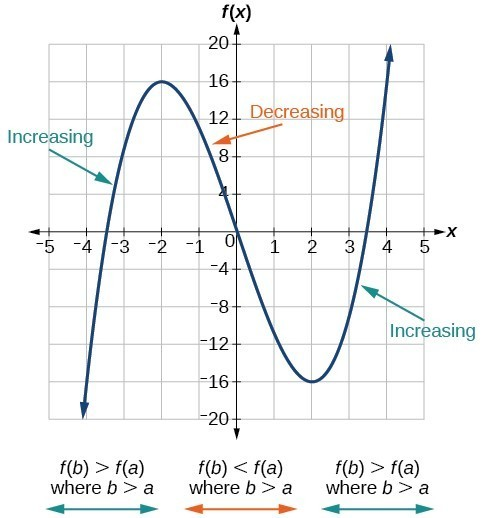 f(x)
20
16
Decreasing
12
Increasing
8
4
−5 −4 −3 −2 −1 0 1 2 3 4 5 x
−4
−8
Increasing
−12
−16
−20
f(b) > f(a) f(b) < f(a) f(b) > f(a)
where b > a where b > a where b > a